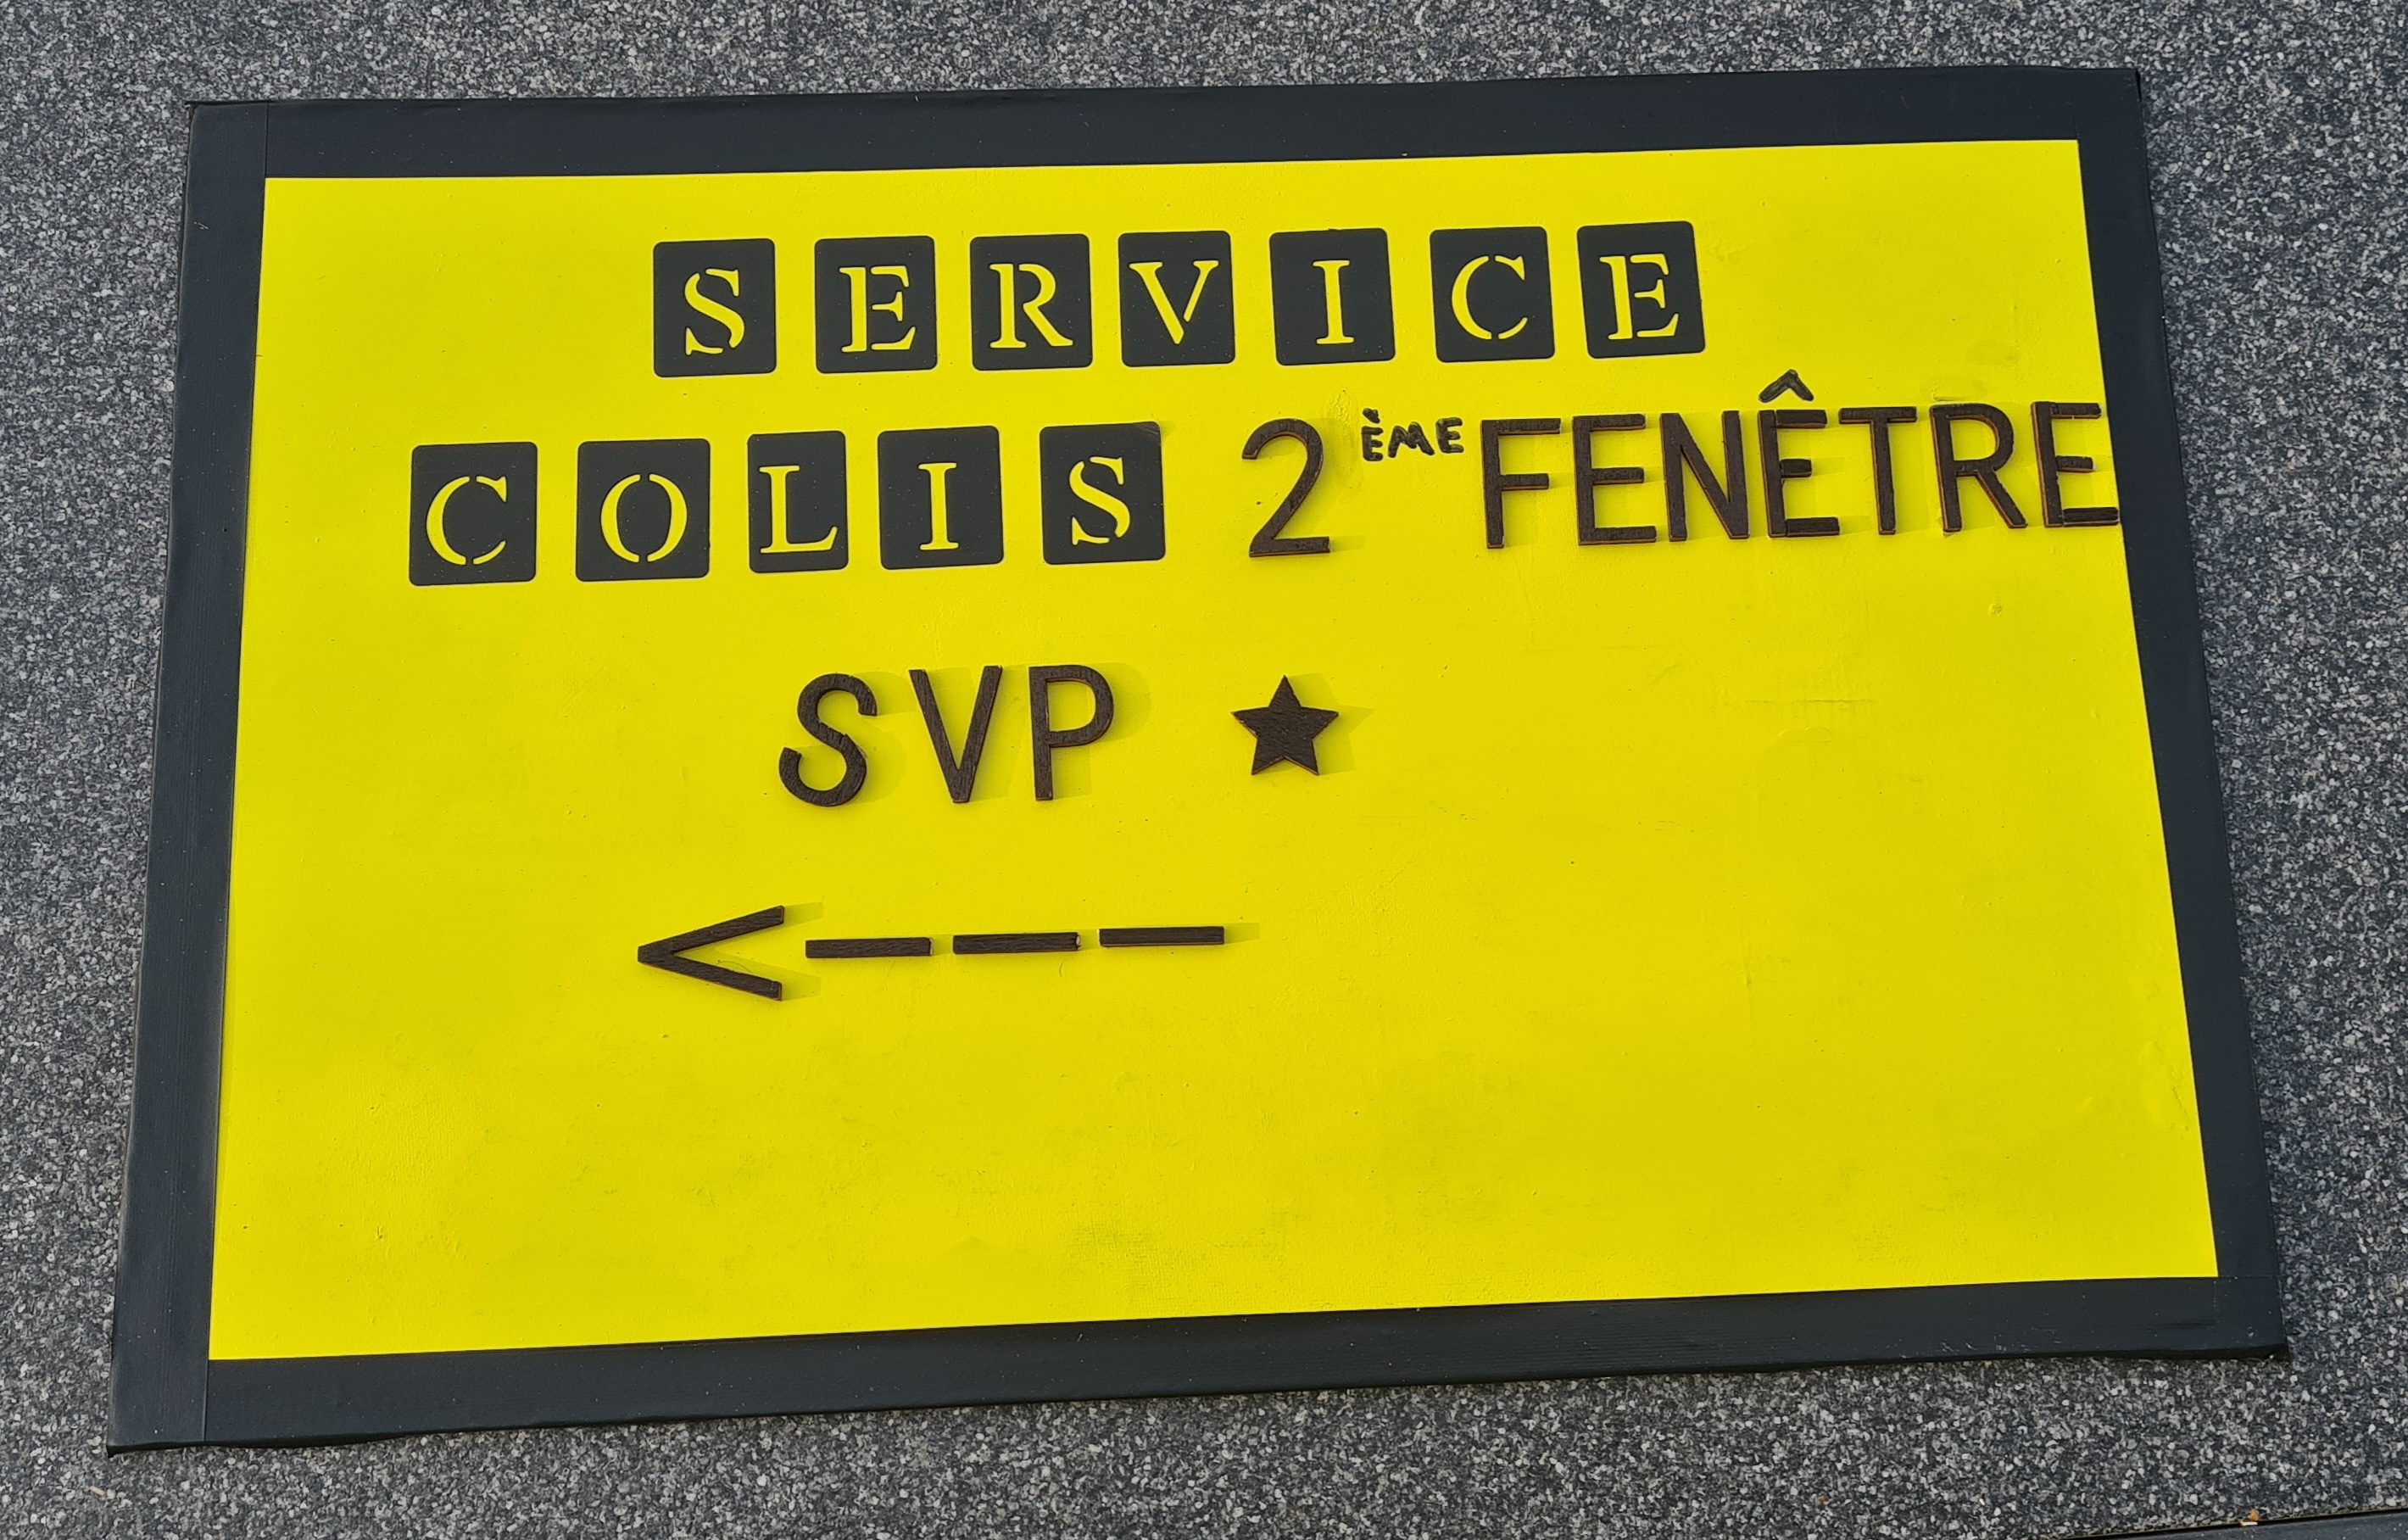 SERVICE
COLIS 2ÈME FENÊTRE
SVP ★
<---